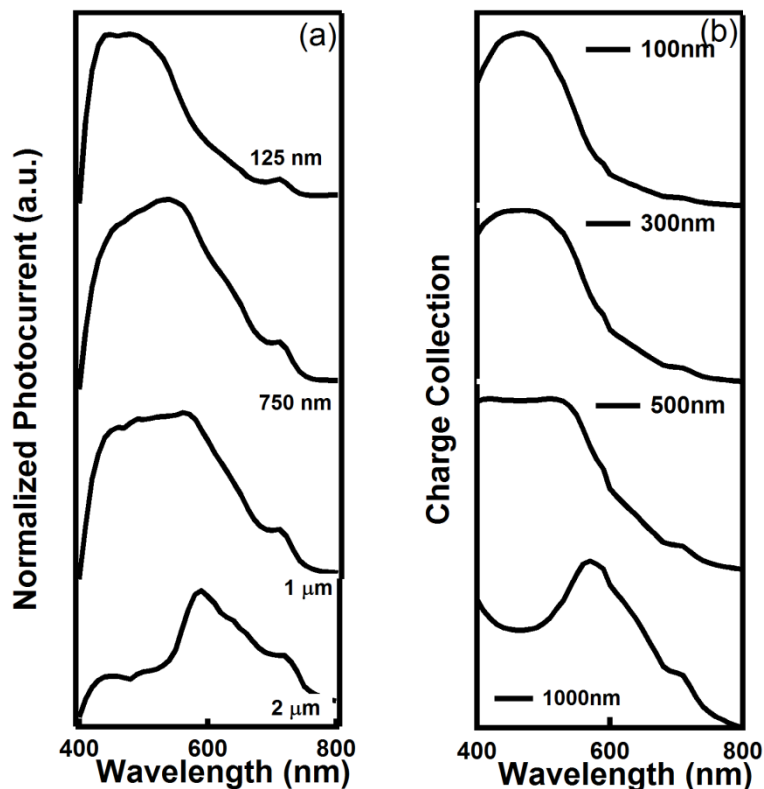 Normalized Photocurrent (a.u.)
(a)
125 nm
750 nm
1 μm
2 μm
400 600 800
Wavelength (nm)
Charge Collection
(b)
100nm
300nm
500nm
1000nm
400 600 800
Wavelength (nm)